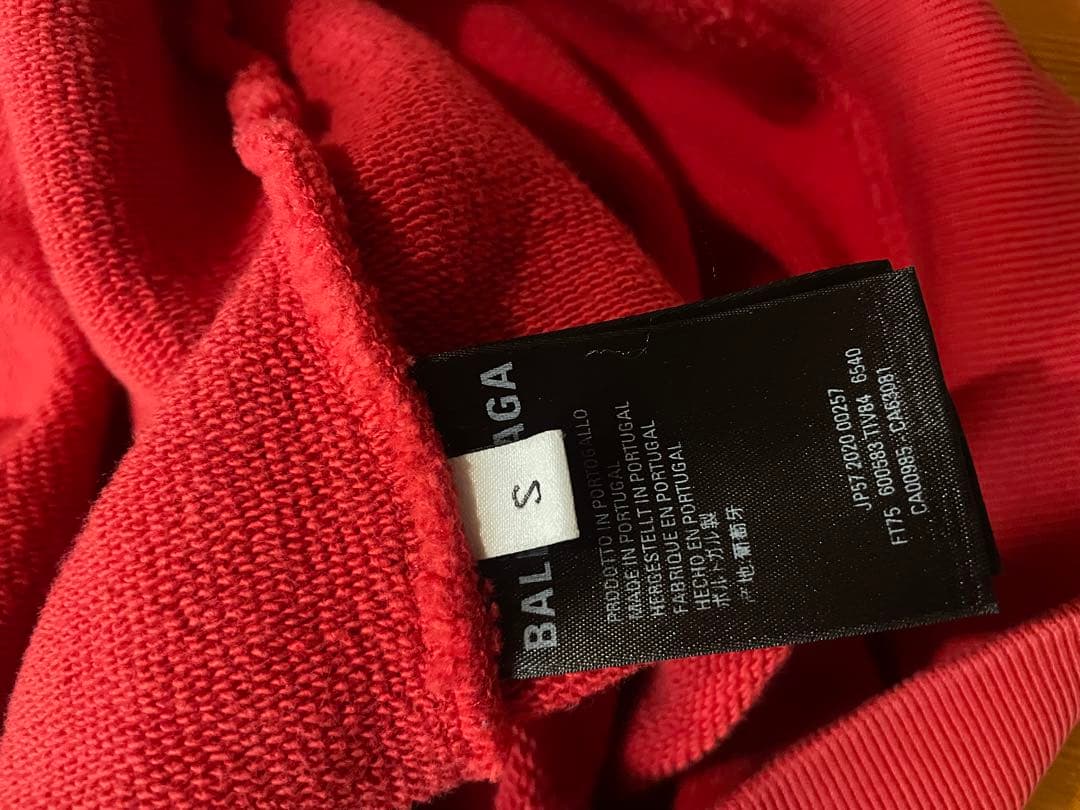 BAL AGA
S
PRODOTTO IN PORTOGALLO
MADE IN PORTUGAL
HERGESTELLT IN PORTUGAL
FABRIQUE EN PORTUGAL
HECHO EN PORTUGAL
ポルトガル製
产地:葡萄牙
JP57 2020 00257
FT75 600583 TIV84 6540
CA00985 - CA63081